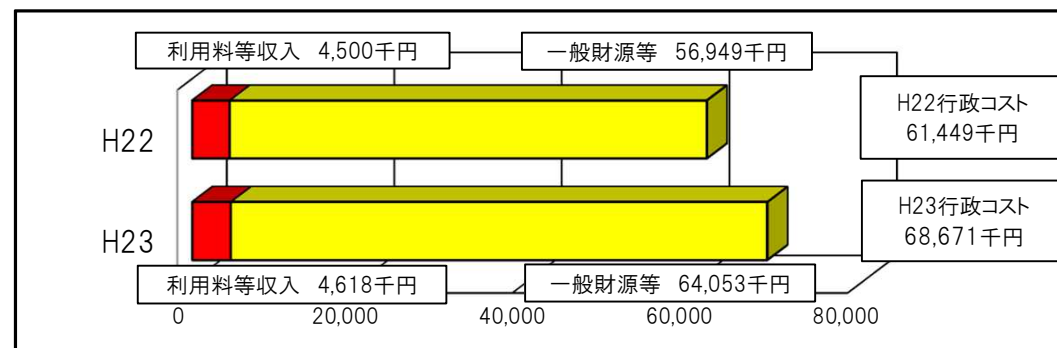 利用料等収入 4,500千円
一般財源等 56,949千円
H22行政コスト
61,449千円
H22
H23行政コスト
68,671千円
H23
利用料等収入 4,618千円
一般財源等 64,053千円
0 20,000 40,000 60,000 80,000